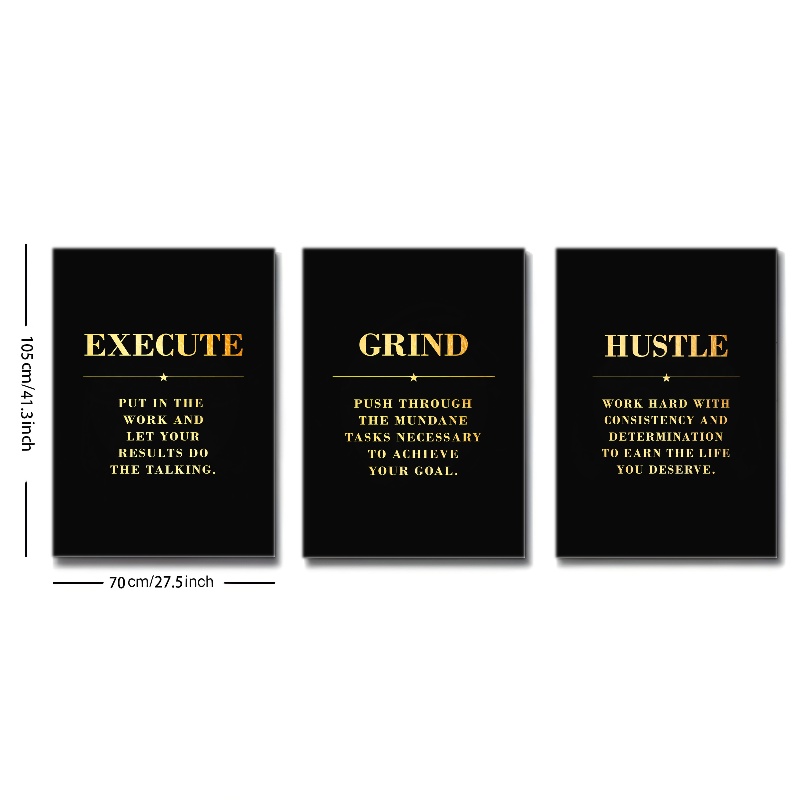 105cm/41.3inch
EXECUTE
PUT IN THE
WORK AND
LET YOUR
RESULTS DO
THE TALKING.
70cm/27.5inch
GRIND
PUSH THROUGH
THE MUNDANE
TASKS NECESSARY
TO ACHIEVE
YOUR GOAL.
HUSTLE
WORK HARD WITH
CONSISTENCY AND
DETERMINATION
TO EARN THE LIFE
YOU DESERVE.